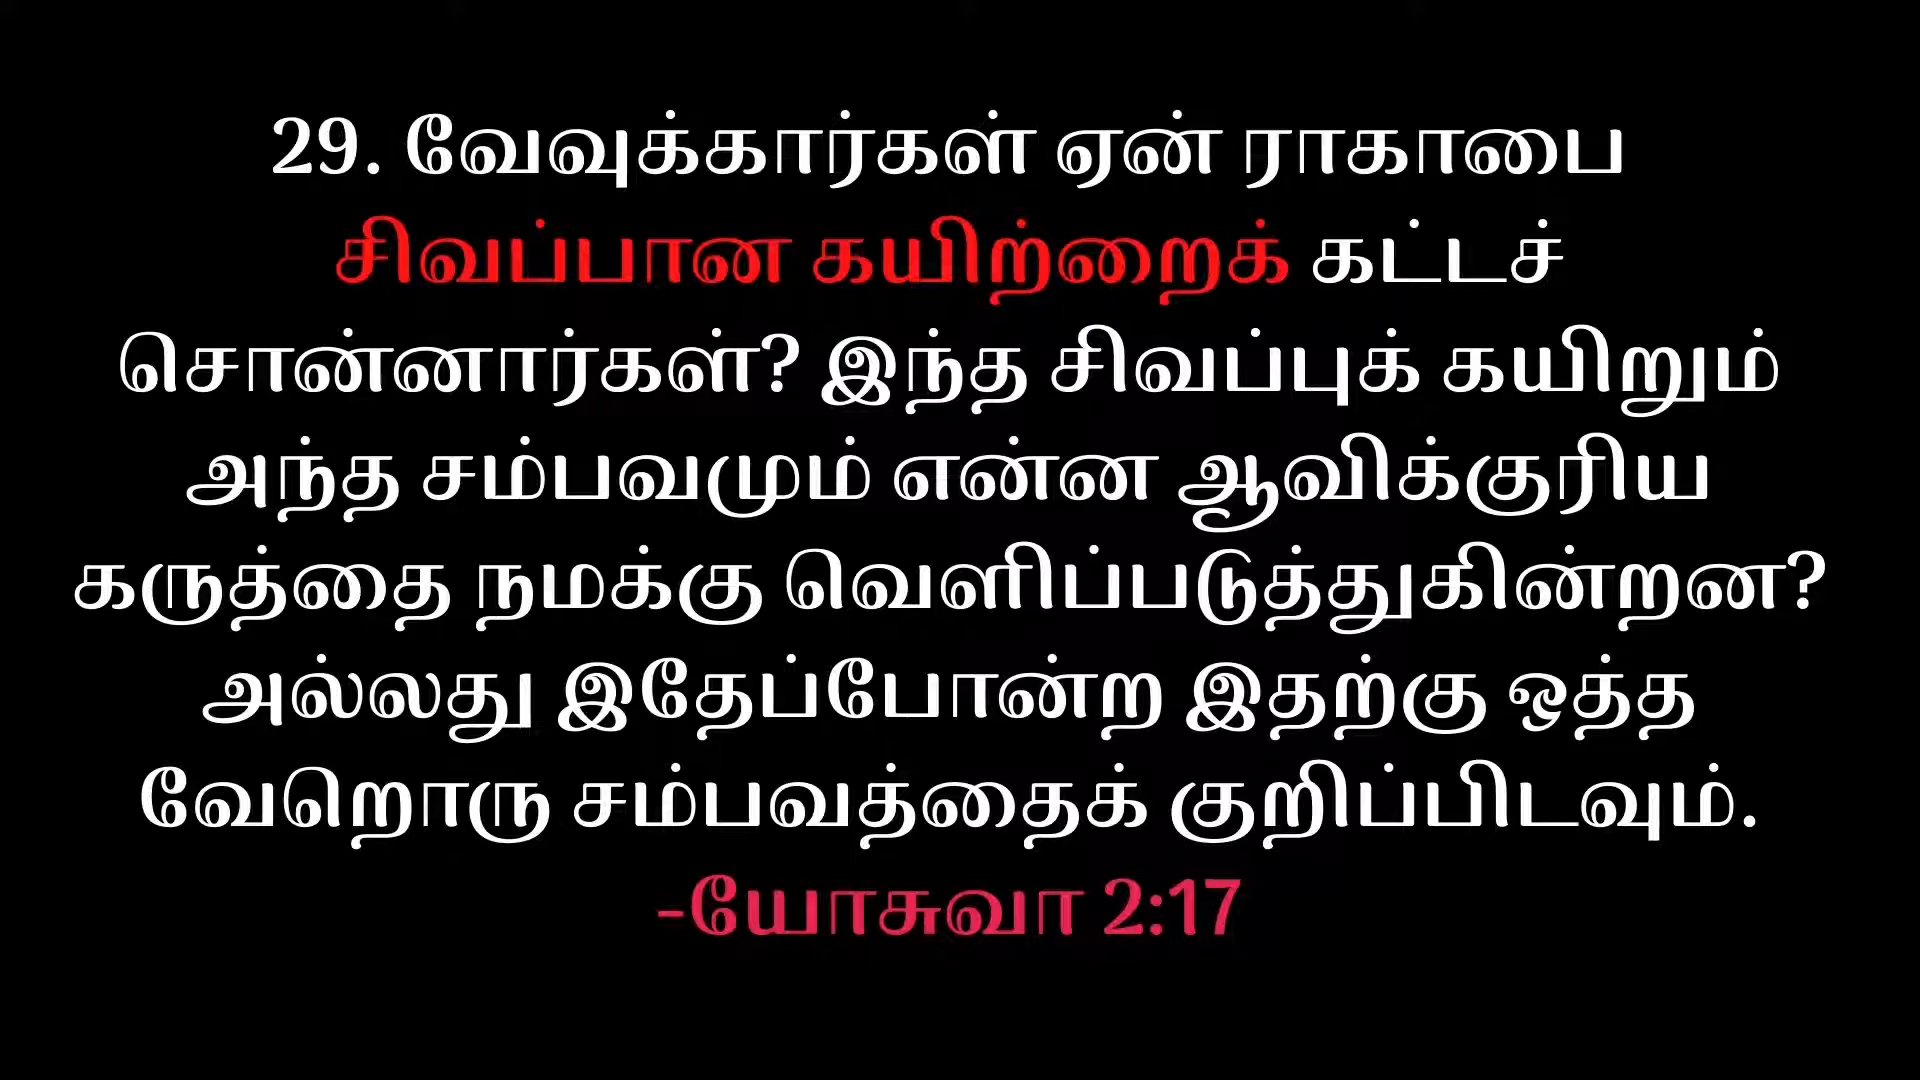 29. வேவுக்கார்கள் ஏன் ராகாபை
சிவப்பான கயிற்றைக் கட்டச்
சொன்னார்கள்? இந்த சிவப்புக் கயிறும்
அந்த சம்பவமும் என்ன ஆவிக்குரிய
கருத்தை நமக்கு வெளிப்படுத்துகின்றன?
அல்லது இதேப்போன்ற இதற்கு ஒத்த
வேறொரு சம்பவத்தைக் குறிப்பிடவும்.
-யோசுவா 2:17